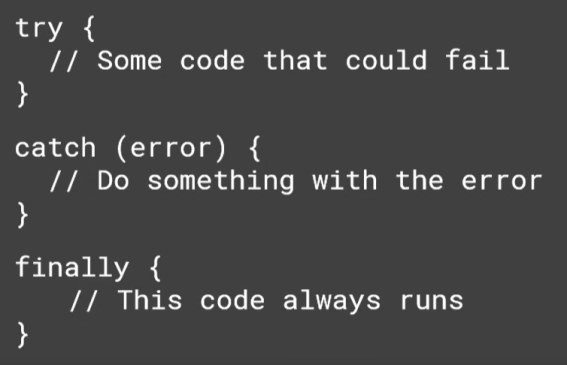 try {
  // Some code that could fail
}
catch (error) {
  // Do something with the error
}
finally {
   // This code always runs
}